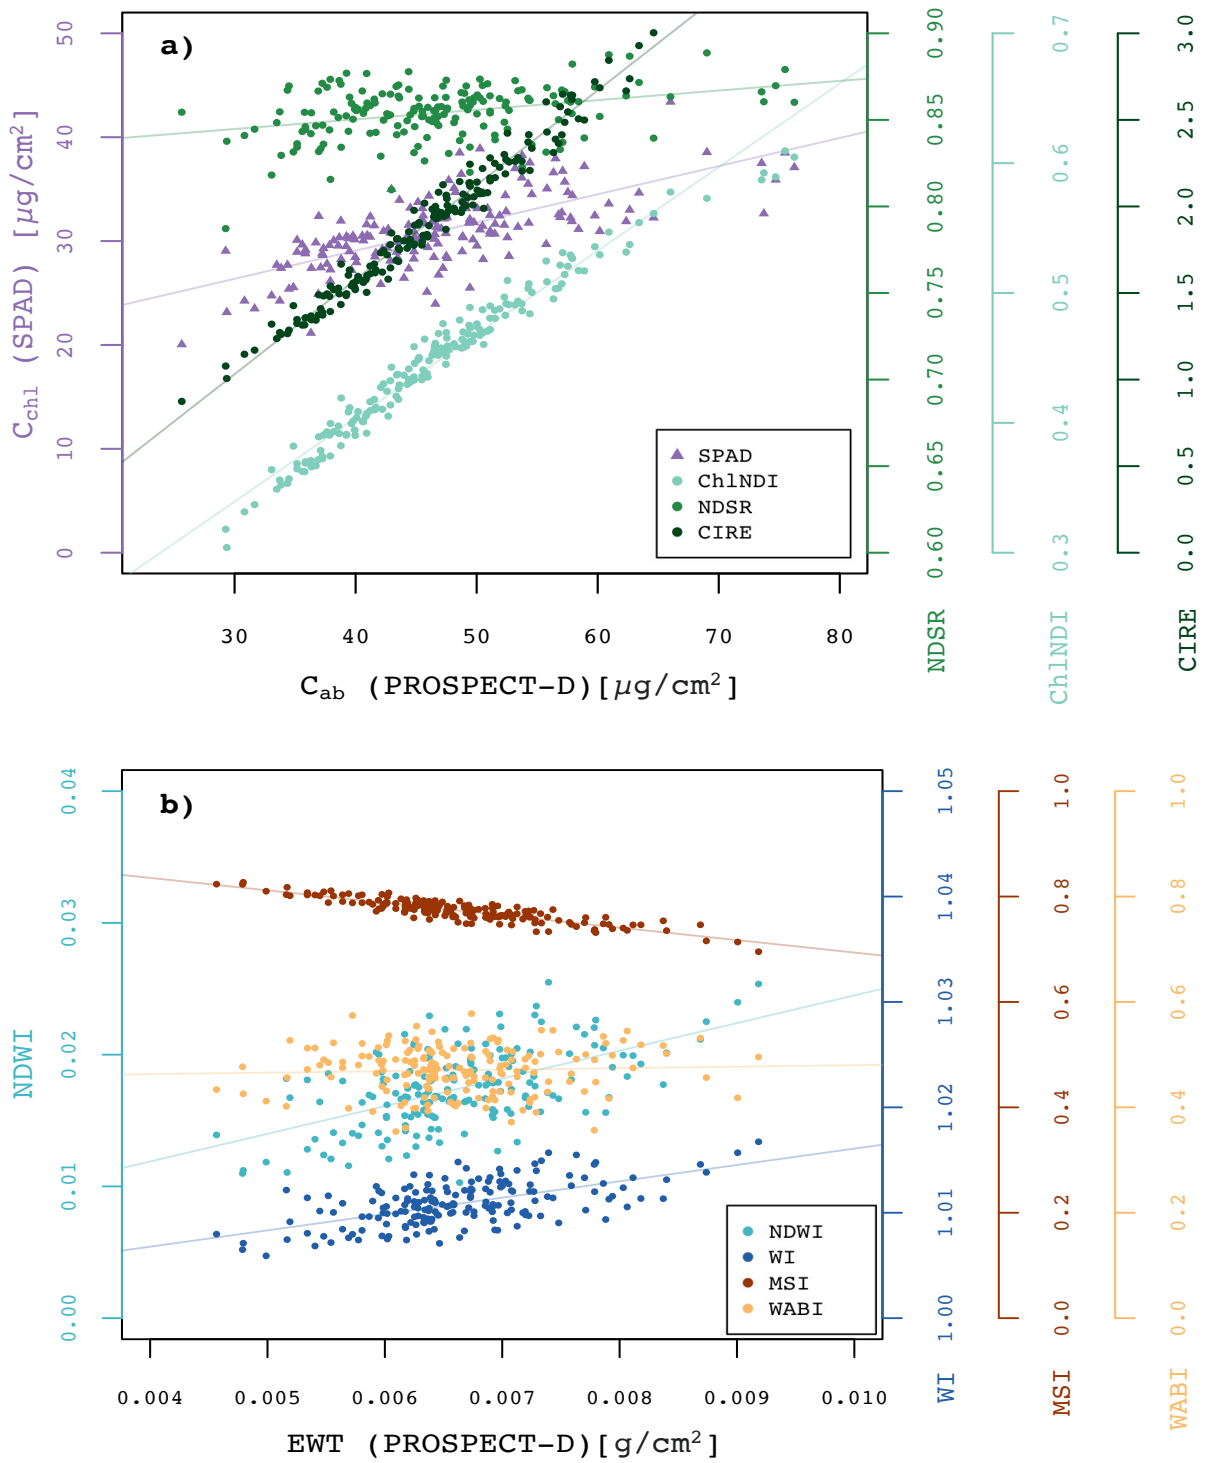 a)
C_chl (SPAD) [μg/cm²]
0 10 20 30 40 50
30 40 50 60 70 80
C_ab (PROSPECT-D)[μg/cm²]
SPAD
ChlNDI
NDSR
CIRE
0.60 0.65 0.70 0.75 0.80 0.85 0.90
NDSR
0.3 0.4 0.5 0.6 0.7
ChlNDI
0.0 0.5 1.0 1.5 2.0 2.5 3.0
CIRE
b)
NDWI
0.00 0.01 0.02 0.03 0.04
0.004 0.005 0.006 0.007 0.008 0.009 0.010
EWT (PROSPECT-D)[g/cm²]
NDWI
WI
MSI
WABI
1.00 1.01 1.02 1.03 1.04 1.05
WI
0.0 0.2 0.4 0.6 0.8 1.0
MSI
0.0 0.2 0.4 0.6 0.8 1.0
WABI